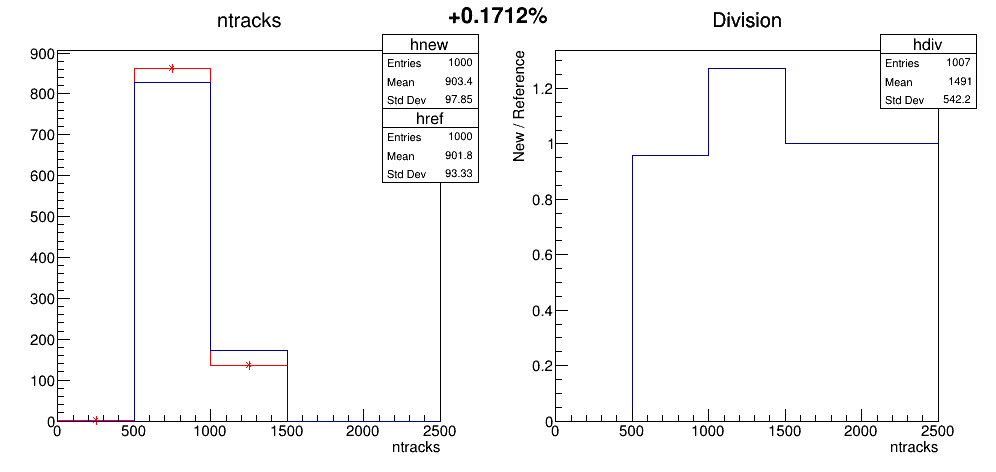 +0.1712%
ntracks
hnew
Entries 1000
Mean 903.4
Std Dev 97.85
href
Entries 1000
Mean 901.8
Std Dev 93.33
900
800
700
600
500
400
300
200
100
0
0 500 1000 1500 2000 2500
ntracks
Division
hdiv
Entries 1007
Mean 1491
Std Dev 542.2
New / Reference
1.2
1
0.8
0.6
0.4
0.2
0
0 500 1000 1500 2000 2500
ntracks